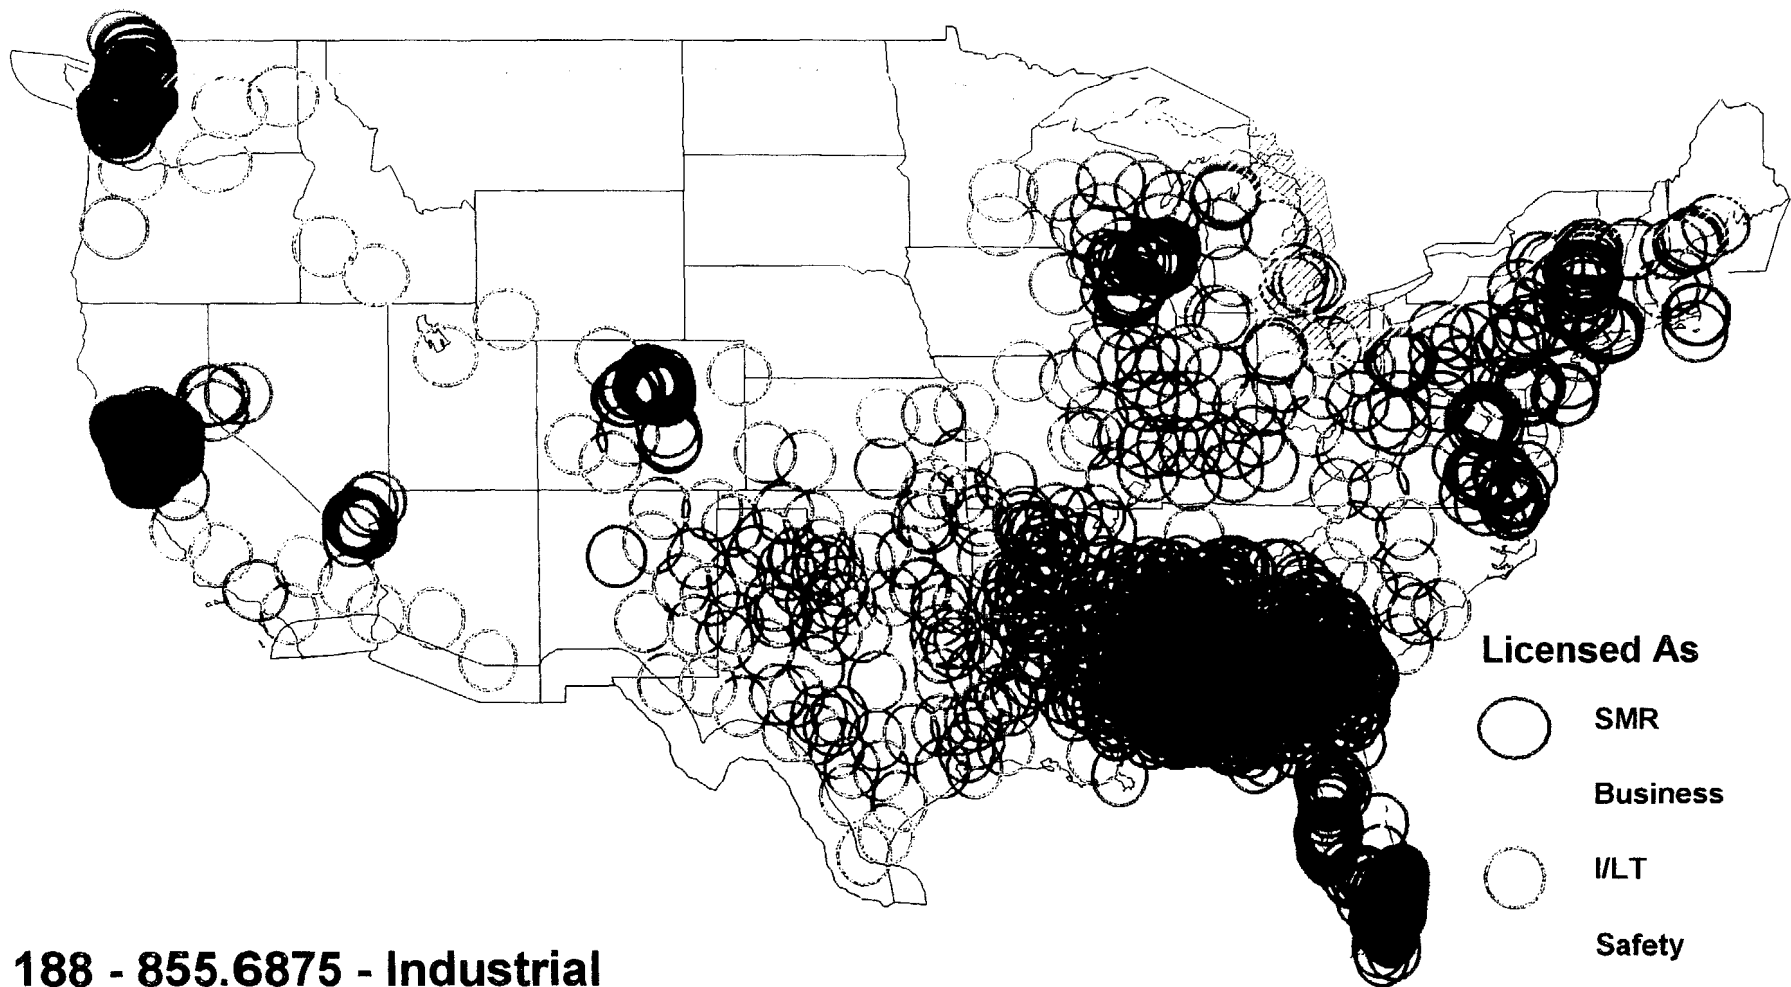 Licensed As
SMR
Business
I/LT
Safety
188 - 855.6875 - Industrial